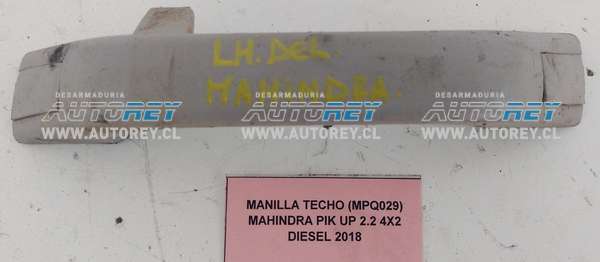 LH. DEL.
MAHINDRA.
DESARMADURIA
AUTOREY
WWW.AUTOREY.CL
DESARMADURIA
AUTOREY
WWW.AUTOREY.CL
DESARMADURIA
AUTOREY
WWW.AUTOREY.CL
MANILLA TECHO (MPQ029)
MAHINDRA PIK UP 2.2 4X2
DIESEL 2018